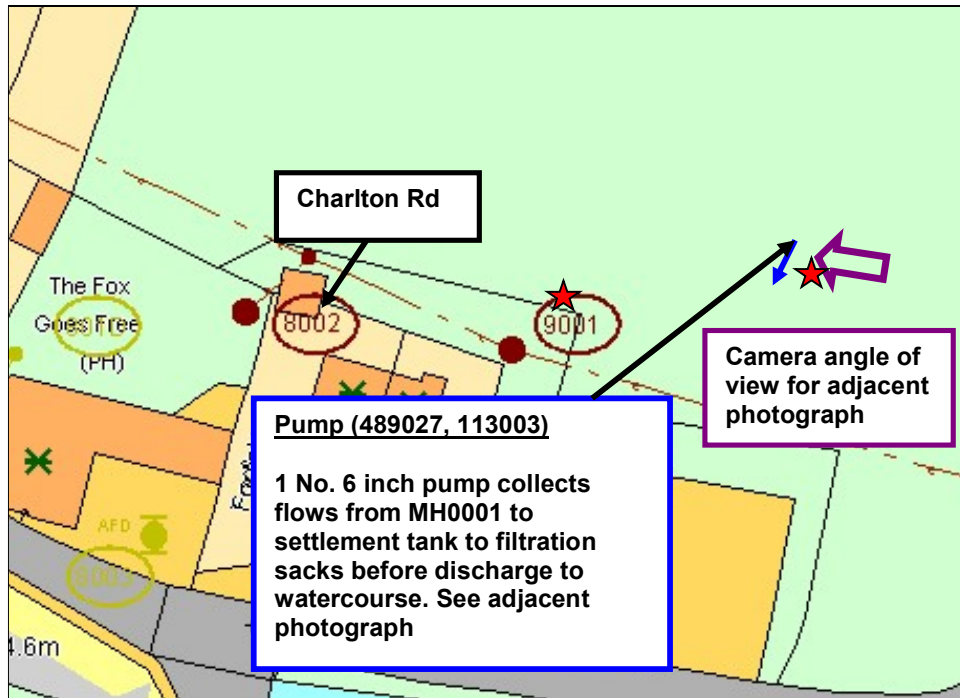 Charlton Rd
The Fox
Goes Free
(PH)
8002
9001
Camera angle of
view for adjacent
photograph
Pump (489027, 113003)
1 No. 6 inch pump collects
flows from MH0001 to
settlement tank to filtration
sacks before discharge to
watercourse. See adjacent
photograph
AFD
8003
4.6m